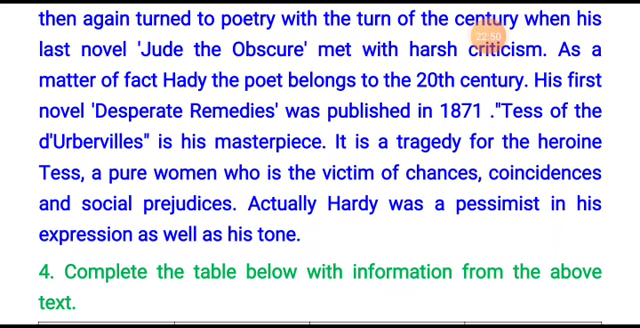 then again turned to poetry with the turn of the century when his
22:50
last novel 'Jude the Obscure' met with harsh criticism. As a
matter of fact Hady the poet belongs to the 20th century. His first
novel 'Desperate Remedies' was published in 1871 ."Tess of the
d'Urbervilles" is his masterpiece. It is a tragedy for the heroine
Tess, a pure women who is the victim of chances, coincidences
and social prejudices. Actually Hardy was a pessimist in his
expression as well as his tone.
4. Complete the table below with information from the above
text.